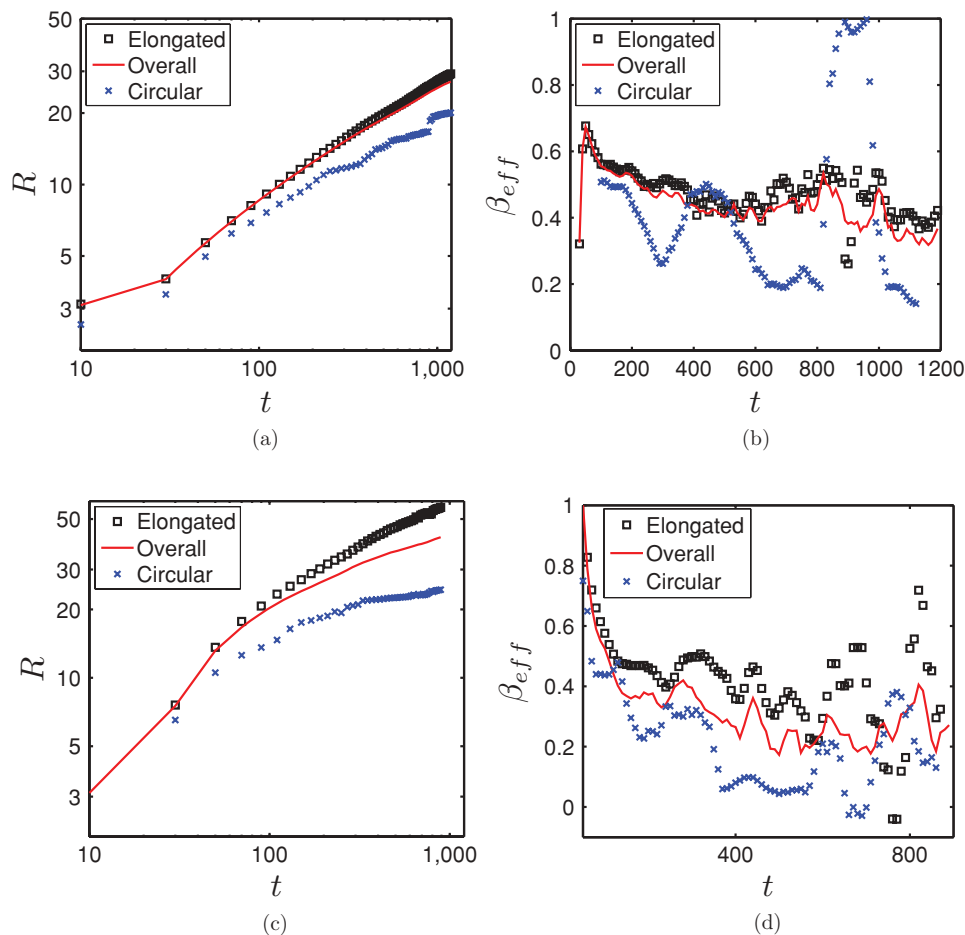 50
30
20
10
5
3
R
Elongated
Overall
Circular
10
100
1,000
t
(a)
1
0.8
0.6
0.4
0.2
0
β_eff
Elongated
Overall
Circular
0
200
400
600
800
1000
1200
t
(b)
50
30
20
10
5
3
R
Elongated
Overall
Circular
10
100
1,000
t
(c)
1
0.8
0.6
0.4
0.2
0
β_eff
Elongated
Overall
Circular
400
800
t
(d)